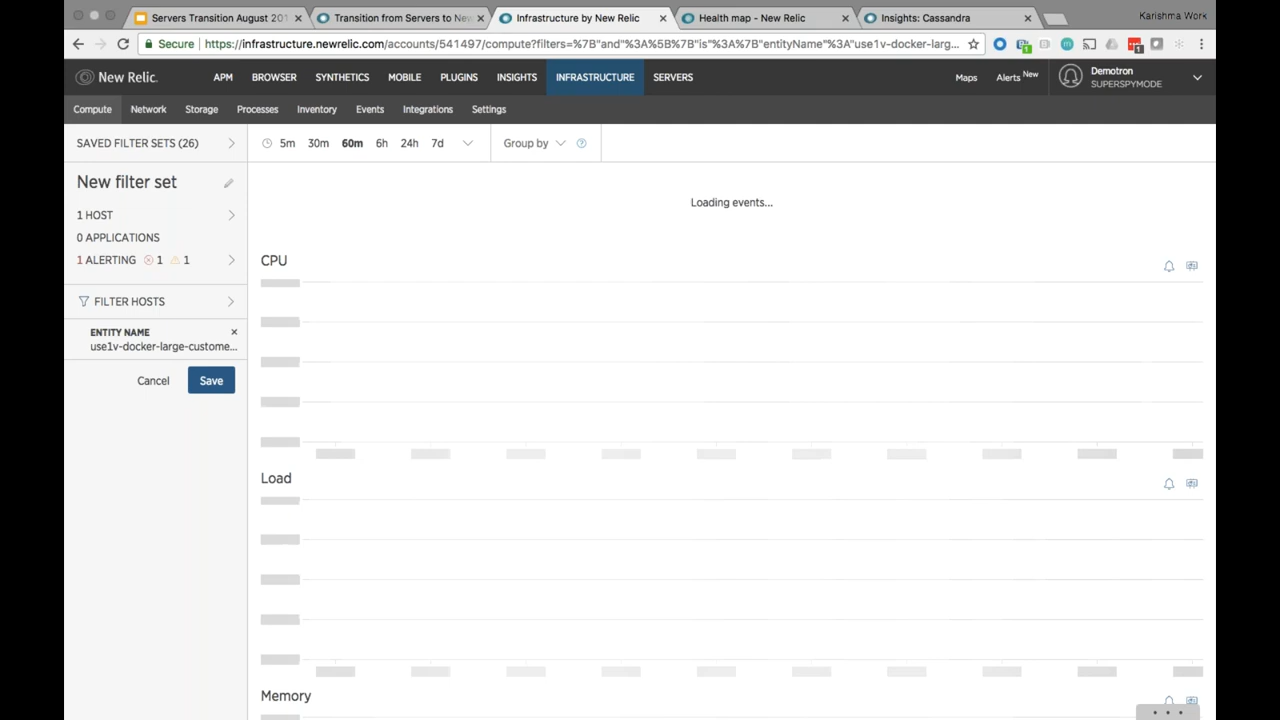 Servers Transition August 201
Transition from Servers to New
Infrastructure by New Relic
Health map - New Relic
Insights: Cassandra
Karishma Work
Secure
https://infrastructure.newrelic.com/accounts/541497/compute?filters=%7B"and"%3A%5B%7B"is"%3A%7B"entityName"%3A"use1v-docker-larg...
New Relic.
APM
BROWSER
SYNTHETICS
MOBILE
PLUGINS
INSIGHTS
INFRASTRUCTURE
SERVERS
Maps
Alerts New
Demotron
SUPERSPYMODE
Compute
Network
Storage
Processes
Inventory
Events
Integrations
Settings
SAVED FILTER SETS (26)
5m
30m
60m
6h
24h
7d
Group by
New filter set
1 HOST
0 APPLICATIONS
1 ALERTING 1 1
FILTER HOSTS
ENTITY NAME
use1v-docker-large-custome...
Cancel
Save
Loading events...
CPU
Load
Memory